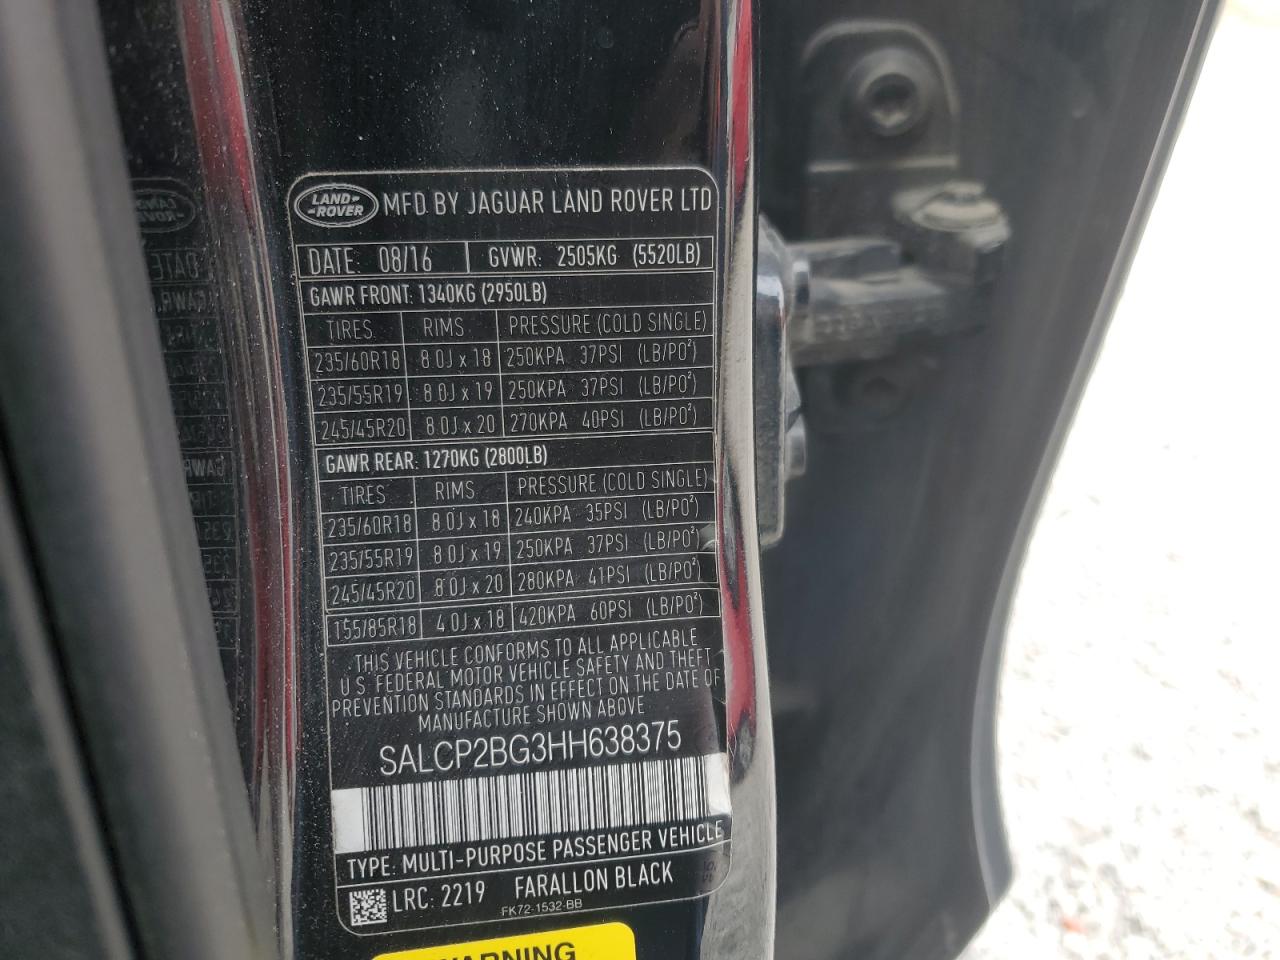 LAND-
-ROVER
MFD BY JAGUAR LAND ROVER LTD
DATE: 08/16 GVWR: 2505KG (5520LB)
GAWR FRONT: 1340KG (2950LB)
TIRES RIMS PRESSURE (COLD SINGLE)
235/60R18 8.0J x 18 250KPA 37PSI (LB/PO²)
235/55R19 8.0J x 19 250KPA 37PSI (LB/PO²)
245/45R20 8.0J x 20 270KPA 40PSI (LB/PO²)
GAWR REAR: 1270KG (2800LB)
TIRES RIMS PRESSURE (COLD SINGLE)
235/60R18 8.0J x 18 240KPA 35PSI (LB/PO²)
235/55R19 8.0J x 19 250KPA 37PSI (LB/PO²)
245/45R20 8.0J x 20 280KPA 41PSI (LB/PO²)
155/85R18 4.0J x 18 420KPA 60PSI (LB/PO²)
THIS VEHICLE CONFORMS TO ALL APPLICABLE
U.S. FEDERAL MOTOR VEHICLE SAFETY AND THEFT
PREVENTION STANDARDS IN EFFECT ON THE DATE OF
MANUFACTURE SHOWN ABOVE
SALCP2BG3HH638375
TYPE: MULTI-PURPOSE PASSENGER VEHICLE
LRC: 2219 FARALLON BLACK
FK72-1532-BB
WARNING